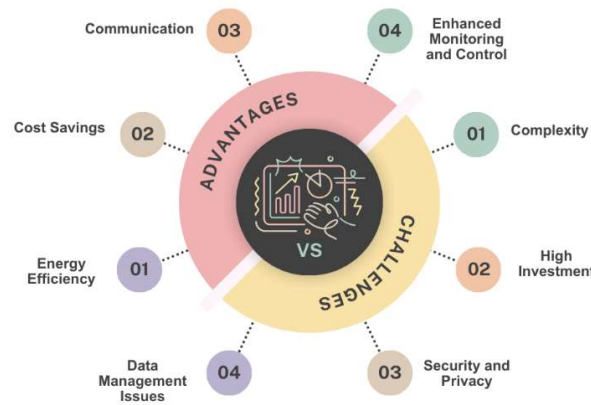 Communication
03
04
Enhanced
Monitoring
and Control
Cost Savings
02
ADVANTAGES
01
Complexity
VS
Energy
Efficiency
01
CHALLENGES
02
High
Investment
Data
Management
Issues
04
03
Security and
Privacy